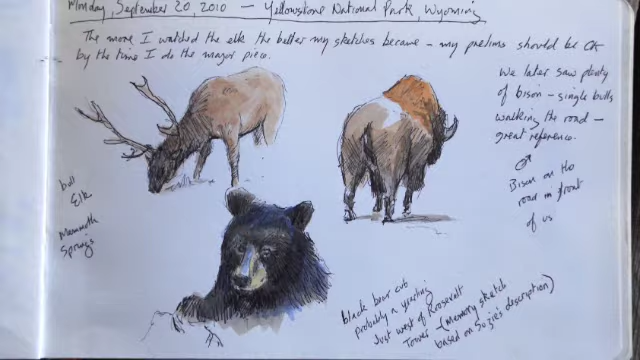 Monday, September 20, 2010 — Yellowstone National Park, Wyoming
The more I watched the elk the better my sketches became – my prelims should be OK
by the time I do the major piece.
We later saw plenty
of bison – single bulls
walking the road –
great reference.
♂
Bison on the
road in front
of us
bull
Elk
Mammoth
Springs
black bear cub
probably a yearling
Just west of Roosevelt
Tower – (memory sketch
based on Suzie's description)